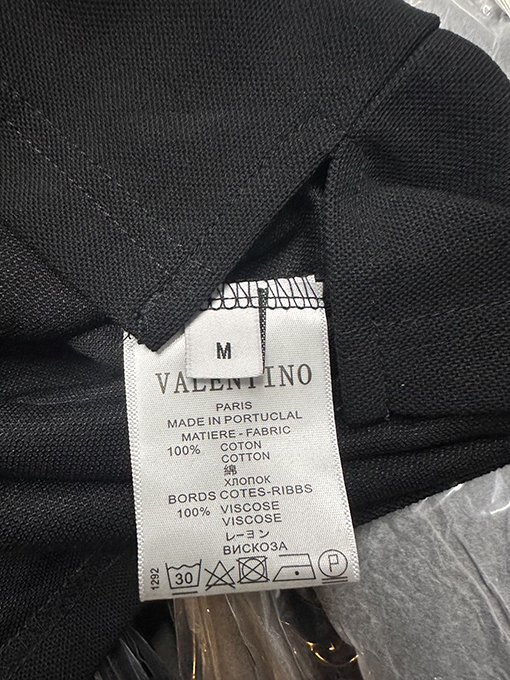 M
VALENTINO
PARIS
MADE IN PORTUCLAL
MATIERE - FABRIC
100% COTON
COTTON
綿
ХЛОПОК
BORDS COTES-RIBBS
100% VISCOSE
VISCOSE
レーヨン
ВИСКОЗА
1292
30
P